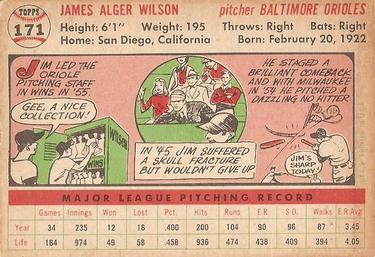 TOPPS
171
JAMES ALGER WILSON
pitcher BALTIMORE ORIOLES
Height: 6'1" Weight: 195 Throws: Right Bats: Right
Home: San Diego, California Born: February 20, 1922
JIM LED THE
ORIOLE
PITCHING STAFF
IN WINS IN '55.
GEE, A NICE
COLLECTION!
WILSON
WINS
IN '45 JIM SUFFERED
A SKULL FRACTURE
BUT WOULDN'T GIVE UP
HE STAGED A
BRILLIANT COMEBACK
AND WITH MILWAUKEE
IN '54 HE PITCHED A
DAZZLING NO HITTER
JIM'S
SHARP
TODAY!
MAJOR LEAGUE PITCHING RECORD
Games Innings Won Lost Pct. Hits Runs E.R. S.O. Walks E.R Avg
Year 34 235 12 18 .400 200 104 90 96 87 3.45
Life 164 974 49 58 .458 936 474 438 409 394 4.05